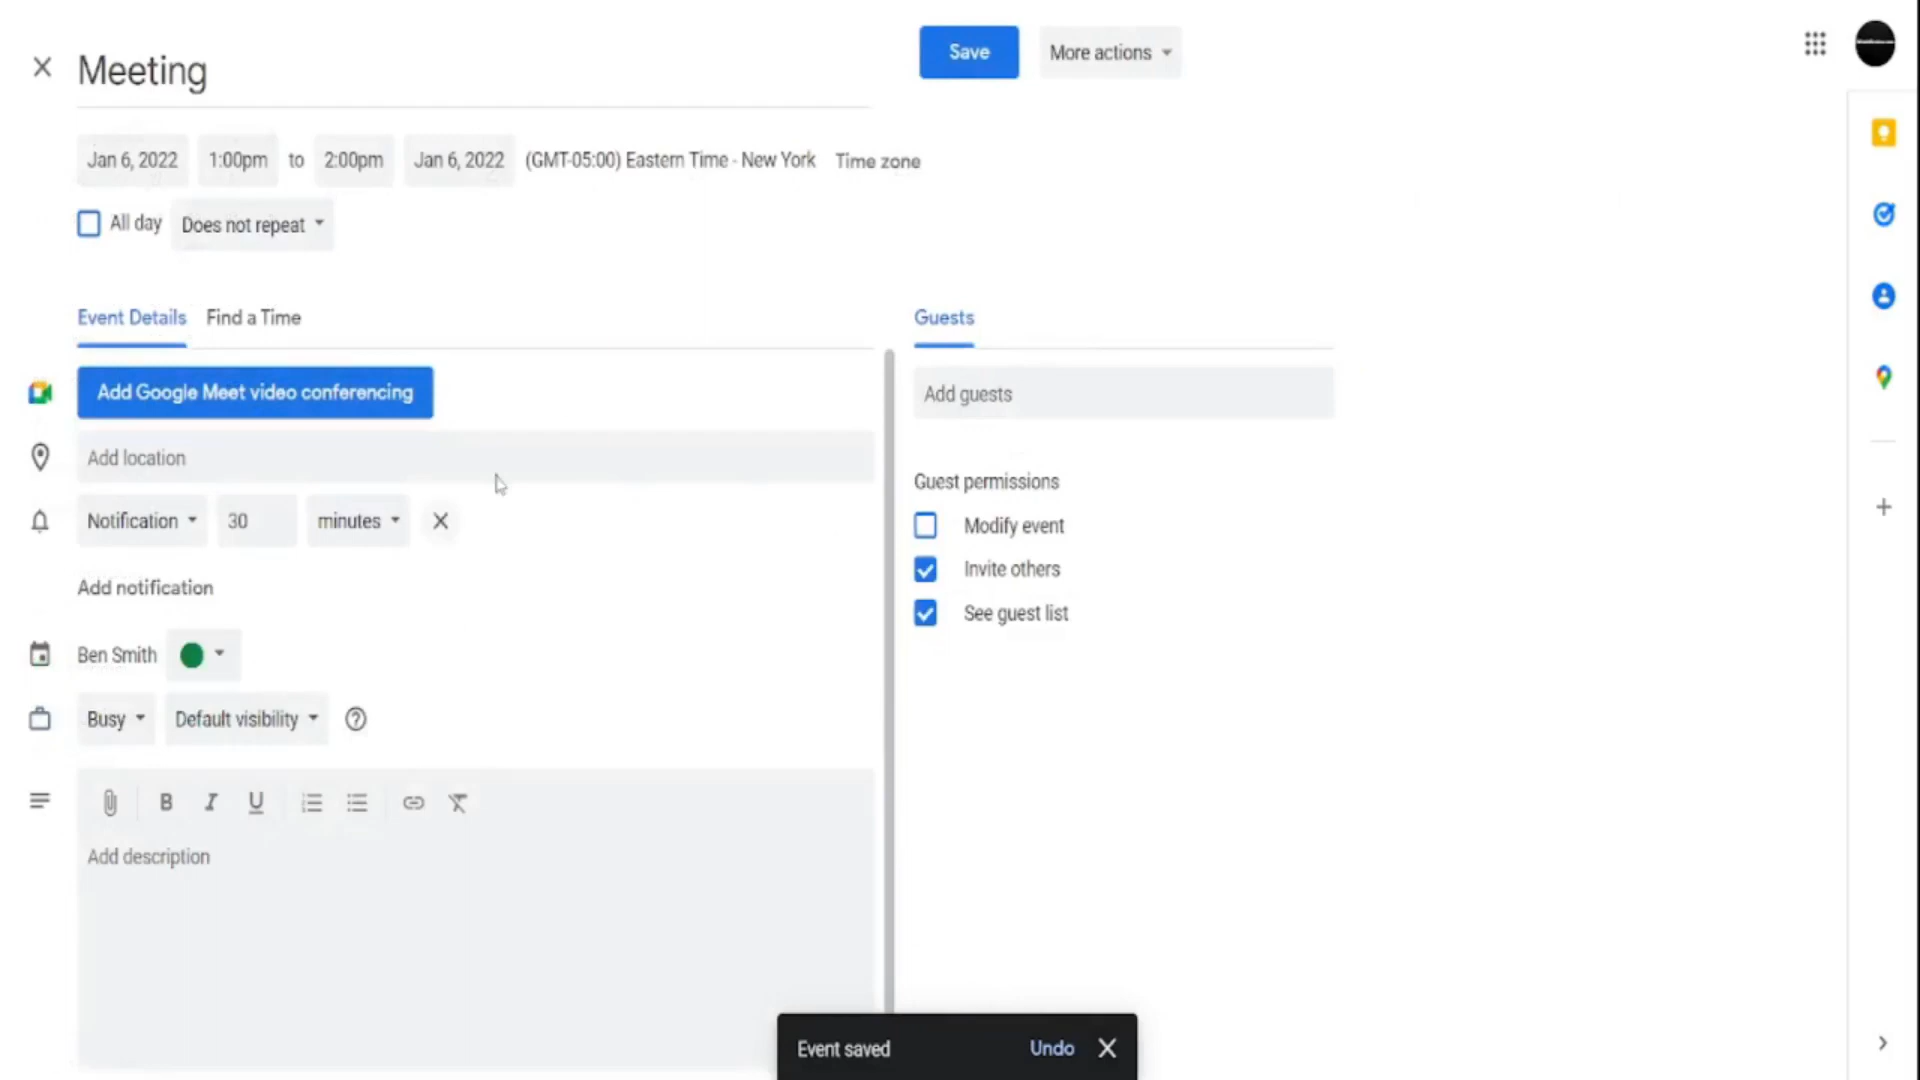 Meeting
Save
More actions
Jan 6, 2022 1:00pm to 2:00pm Jan 6, 2022 (GMT-05:00) Eastern Time - New York Time zone
All day Does not repeat
Event Details Find a Time
Guests
Add Google Meet video conferencing
Add guests
Add location
Guest permissions
Notification 30 minutes
Modify event
Invite others
Add notification
See guest list
Ben Smith
Busy Default visibility
B I U
Add description
Event saved Undo